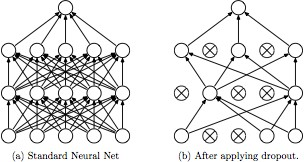 (a) Standard Neural Net
(b) After applying dropout.